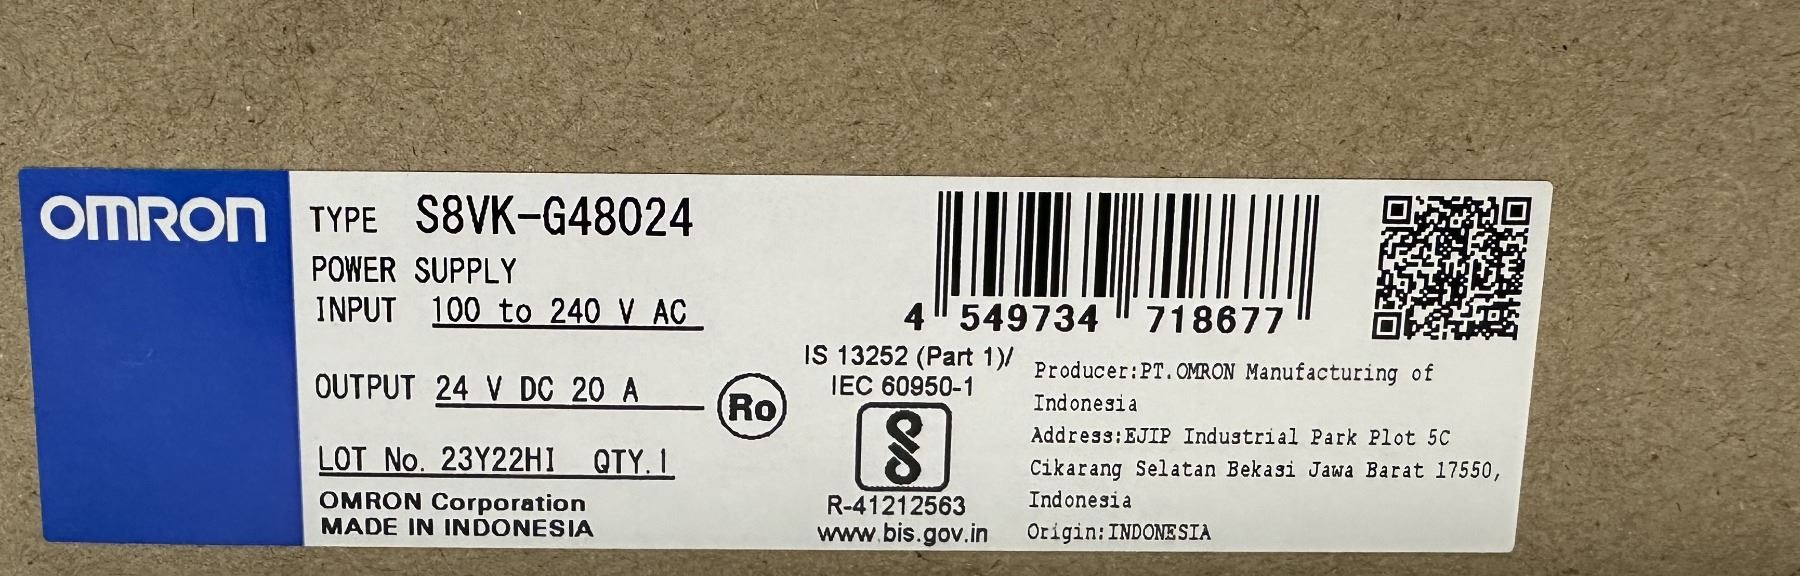 OMRON
TYPE S8VK-G48024
POWER SUPPLY
INPUT 100 to 240 V AC
OUTPUT 24 V DC 20 A
LOT No. 23Y22HI QTY.1
OMRON Corporation
MADE IN INDONESIA
Ro
4 549734 718677
IS 13252 (Part 1)/
IEC 60950-1
R-41212563
www.bis.gov.in
Producer:PT.OMRON Manufacturing of
Indonesia
Address:EJIP Industrial Park Plot 5C
Cikarang Selatan Bekasi Jawa Barat 17550,
Indonesia
Origin:INDONESIA